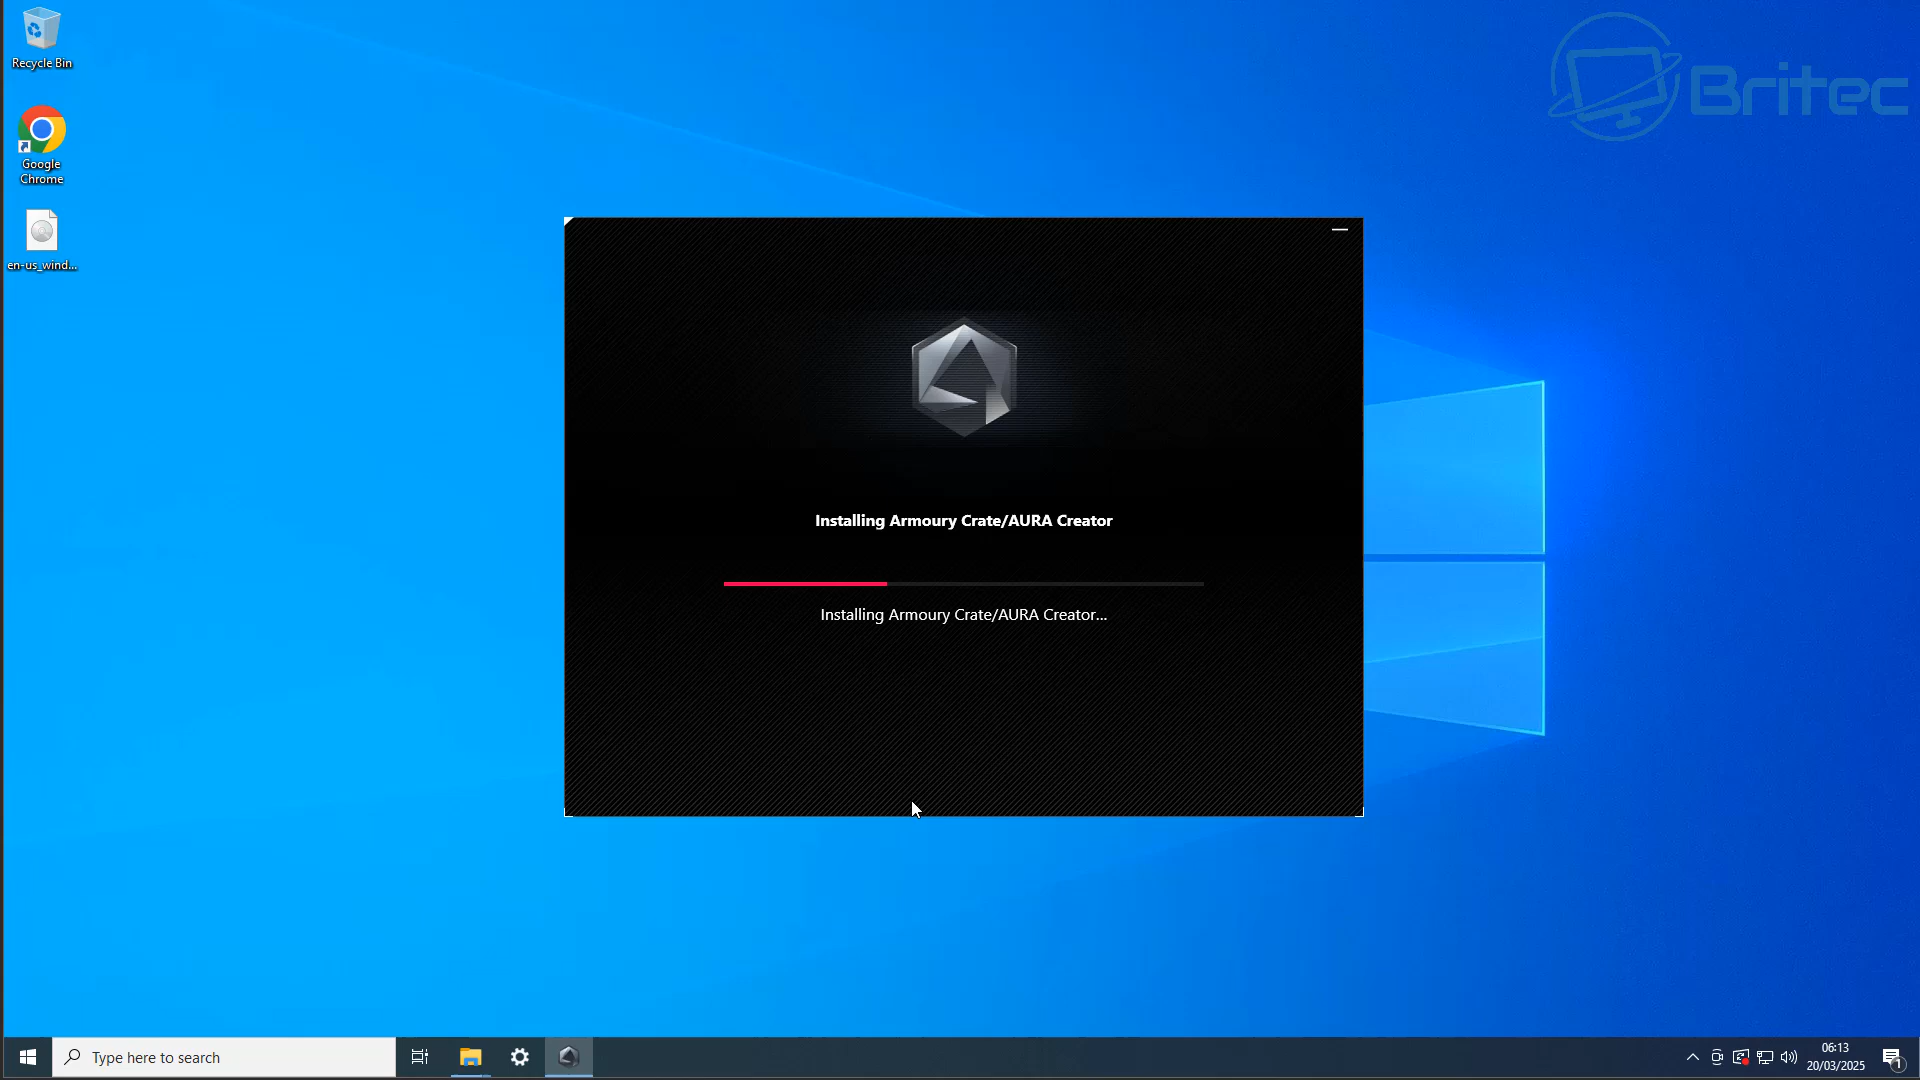 Recycle Bin
Britec
Google
Chrome
en-us_wind...
Installing Armoury Crate/AURA Creator
Installing Armoury Crate/AURA Creator...
Type here to search
06:13
20/03/2025
1